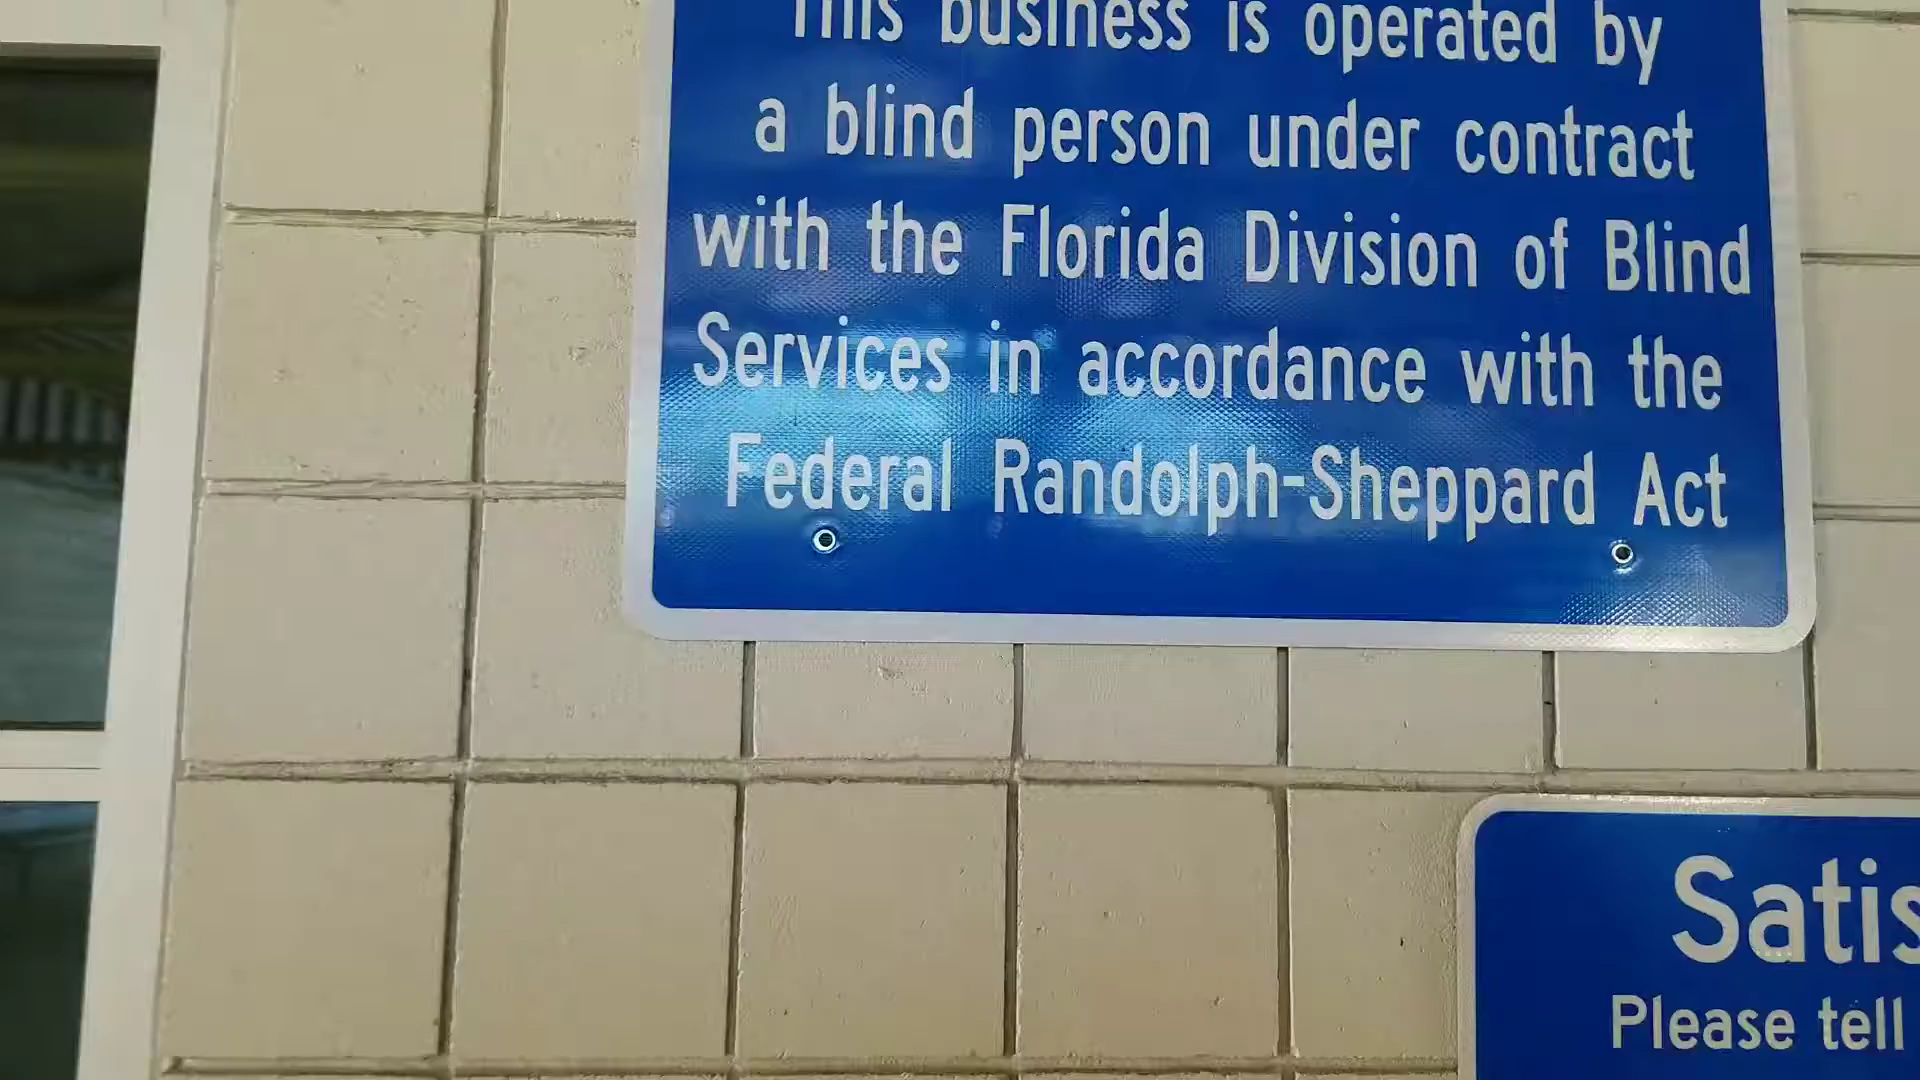 This business is operated by
a blind person under contract
with the Florida Division of Blind
Services in accordance with the
Federal Randolph-Sheppard Act
Satis
Please tell